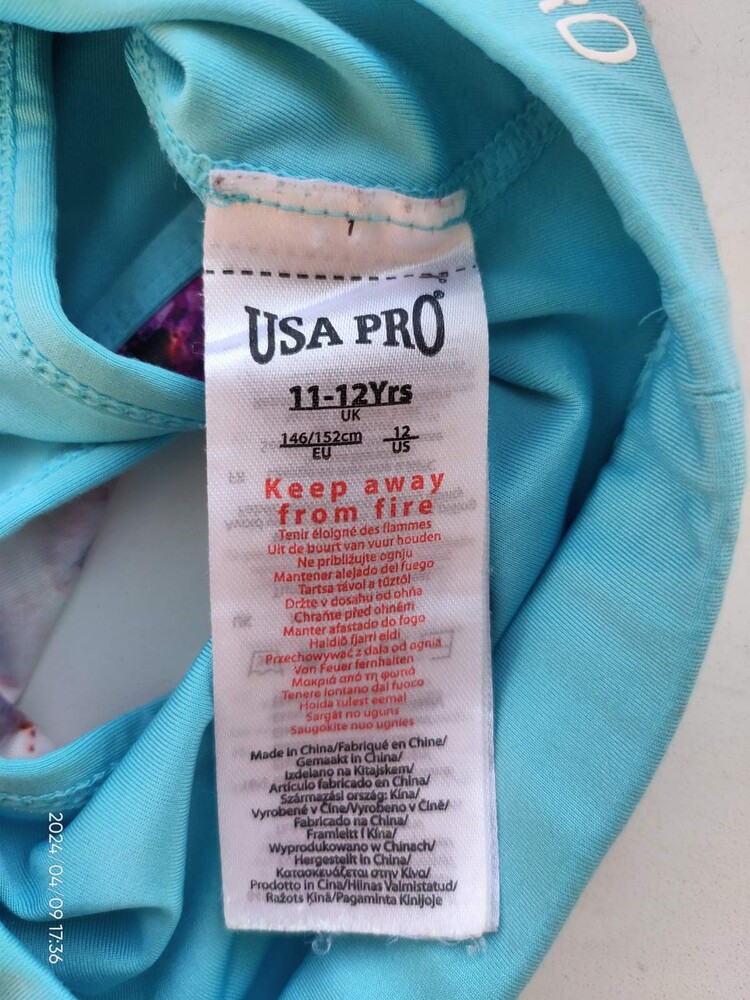 RO
1
USA PRO®
11-12Yrs
UK
146/152cm 12
EU US
Keep away
from fire
Tenir éloigné des flammes
Uit de buurt van vuur houden
Ne približujte ognju
Mantener alejado del fuego
Tartsa távol a tűztől
Držte v dosahu od ohňa
Chraňte před ohněm
Manter afastado do fogo
Haldið fjarri eldi
Przechowywać z dala od ognia
Von Feuer fernhalten
Μακριά από τη φωτιά
Tenere lontano dal fuoco
Hoida tulest eemal
Sargāt no uguns
Saugokite nuo ugnies
Made in China/Fabriqué en Chine/
Gemaakt in China/
Izdelano na Kitajskem/
Artículo fabricado en China/
Származási ország: Kína/
Vyrobené v Číne/Vyrobeno v Číně/
Fabricado na China/
Framleitt í Kína/
Wyprodukowano w Chinach/
Hergestellt in China/
Κατασκευάζεται στην Κίνα/
Prodotto in Cina/Hiinas Valmistatud/
Ražots Ķīnā/Pagaminta Kinijoje
2024/04/09 17:36